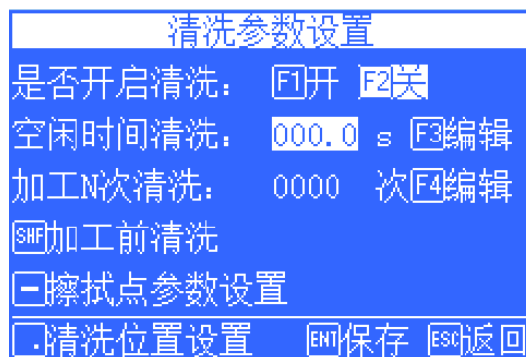 清洗参数设置
是否开启清洗： F1开 F2关
空闲时间清洗： 000.0 s F3编辑
加工N次清洗： 0000 次F4编辑
SHF加工前清洗
-擦拭点参数设置
.清洗位置设置 ENT保存 ESC返回